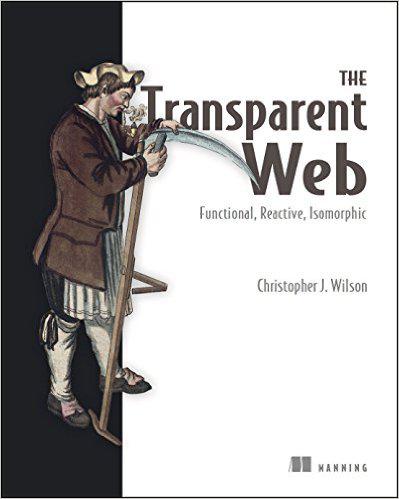 THE
Transparent
Web
Functional, Reactive, Isomorphic
Christopher J. Wilson
MANNING